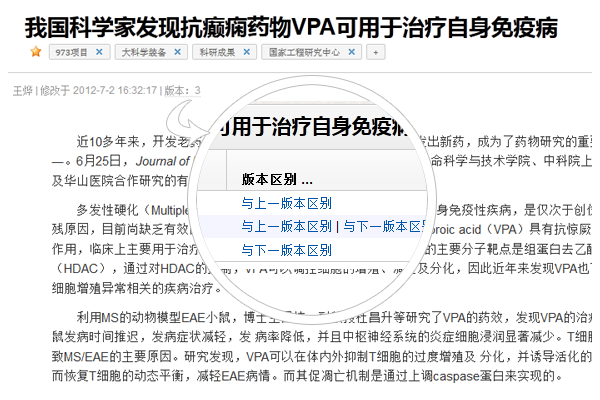 我国科学家发现抗癫痫药物VPA可用于治疗自身免疫病
973项目 × 大科学装备 × 科研成果 × 国家工程研究中心 × +
王烨 | 修改于 2012-7-2 16:32:17 | 版本：3
可用于治疗自身免疫病
版本区别 ...
与上一版本区别
与上一版本区别 | 与下一版本区别
与下一版本区别
近10多年来，开发老药 发出新药，成为了药物研究的重要
一。6月25日，Journal of 命科学与技术学院、中科院上
及华山医院合作研究的有
多发性硬化（Multiple 身免疫性疾病，是仅次于创伤
残原因，目前尚缺乏有效 proic acid（VPA）具有抗惊厥
作用，临床上主要用于治疗 的主要分子靶点是组蛋白去乙酰
（HDAC），通过对HDAC的抑制，VPA可以调控细胞的增殖、凋亡及分化，因此近年来发现VPA也
细胞增殖异常相关的疾病治疗。
利用MS的动物模型EAE小鼠，博士生 杜昌升等研究了VPA的药效，发现VPA的治疗
鼠发病时间推迟，发病症状减轻，发 病率降低，并且中枢神经系统的炎症细胞浸润显著减少。T细胞
致MS/EAE的主要原因。研究发现，VPA可以在体内外抑制T细胞的过度增殖及 分化，并诱导活化的
而恢复T细胞的动态平衡，减轻EAE病情。而其促凋亡机制是通过上调caspase蛋白来实现的。